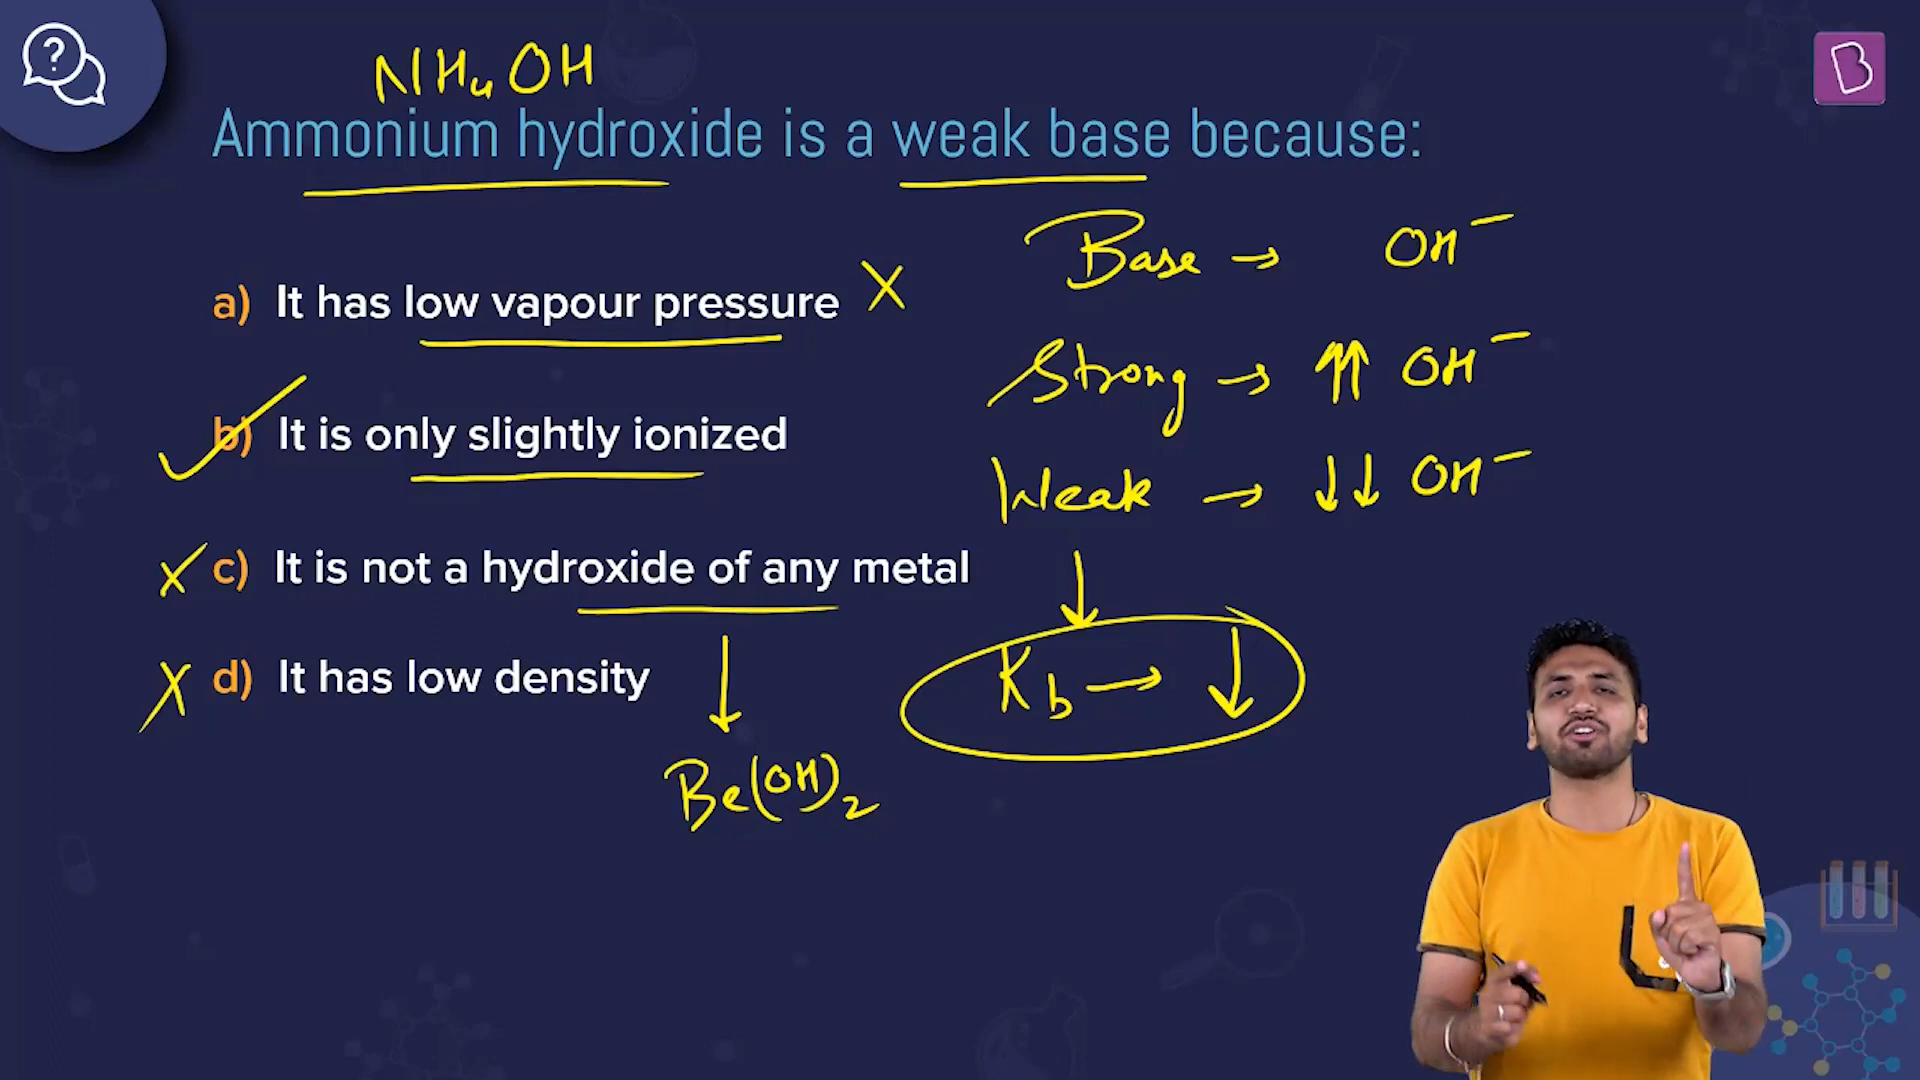 NH₄OH
Ammonium hydroxide is a weak base because:
Base → OH⁻
a) It has low vapour pressure X
Strong → ↑↑ OH⁻
b) It is only slightly ionized
Weak → ↓↓ OH⁻
X c) It is not a hydroxide of any metal
↓
X d) It has low density
↓
K_b → ↓
Be(OH)₂
?
B